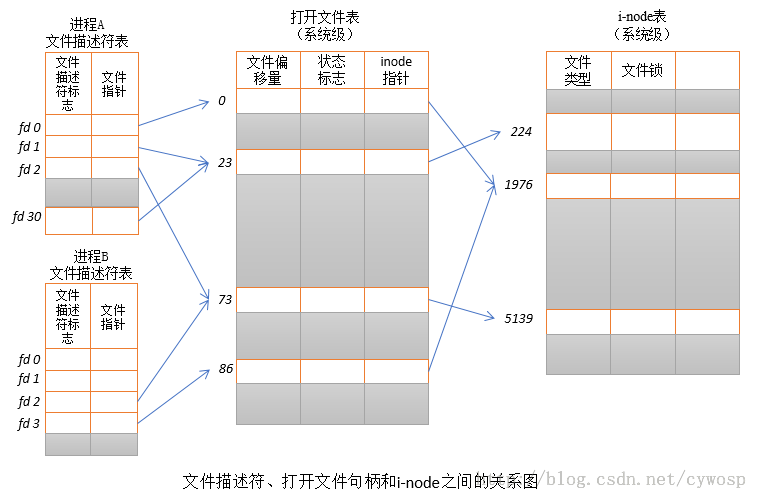 进程A
文件描述符表
文件
描述
符标
志
文件
指针
fd 0
fd 1
fd 2
fd 30
进程B
文件描述符表
文件
描述
符标
志
文件
指针
fd 0
fd 1
fd 2
fd 3
打开文件表
（系统级）
文件偏
移量
状态
标志
inode
指针
0
23
73
86
i-node表
（系统级）
文件
类型
文件锁
224
1976
5139
文件描述符、打开文件句柄和i-node之间的关系图
http://blog.csdn.net/cywosp